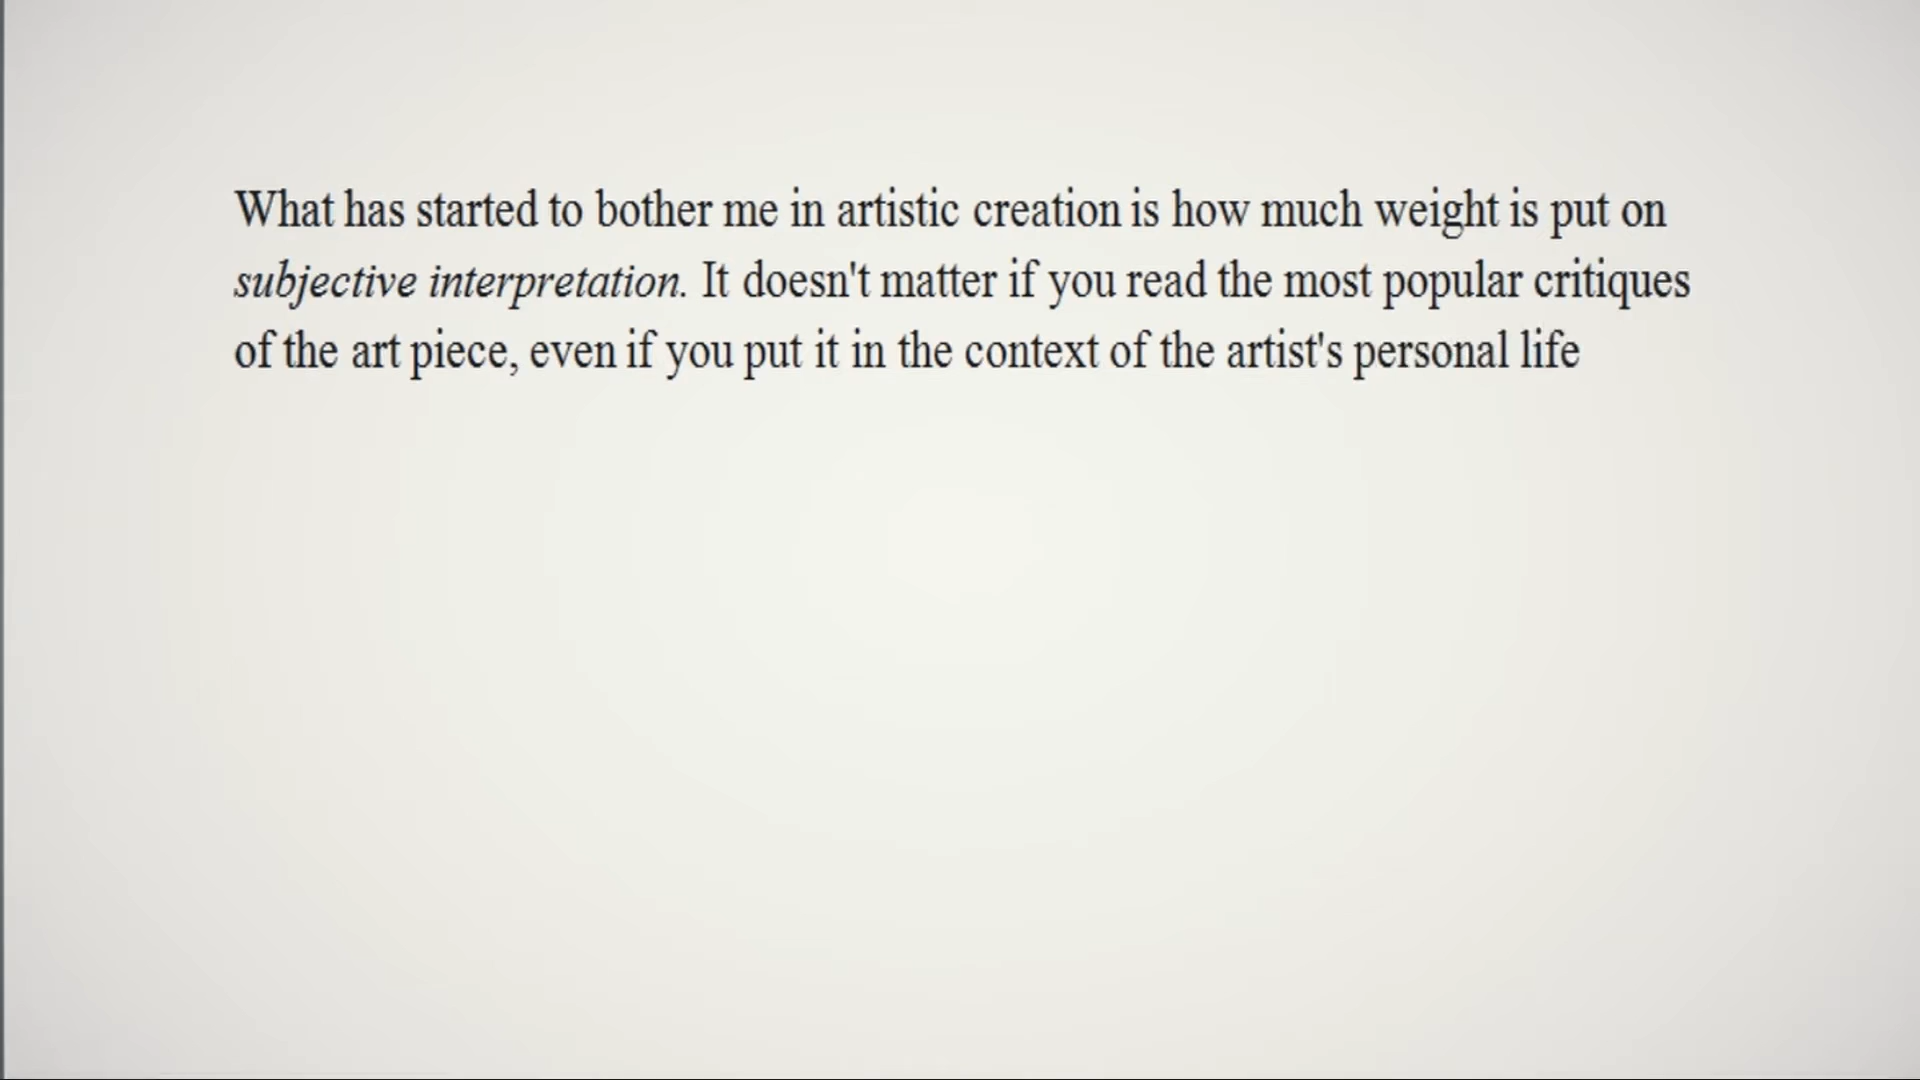 What has started to bother me in artistic creation is how much weight is put on
subjective interpretation. It doesn't matter if you read the most popular critiques
of the art piece, even if you put it in the context of the artist's personal life